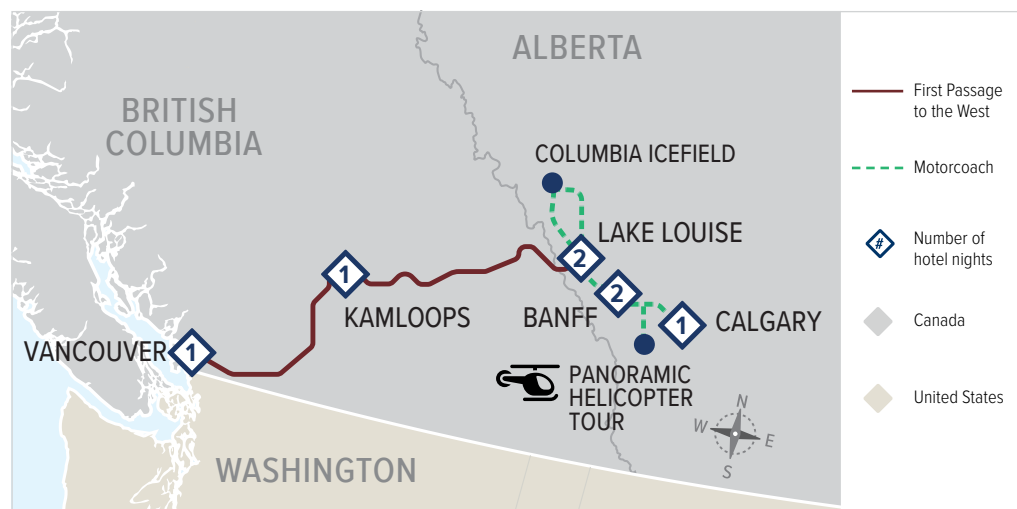 ALBERTA
BRITISH
COLUMBIA
COLUMBIA ICEFIELD
LAKE LOUISE
2
1
KAMLOOPS
2
BANFF
1
CALGARY
VANCOUVER
1
PANORAMIC
HELICOPTER
TOUR
N
W
E
S
WASHINGTON
First Passage
to the West
Motorcoach
#
Number of
hotel nights
Canada
United States